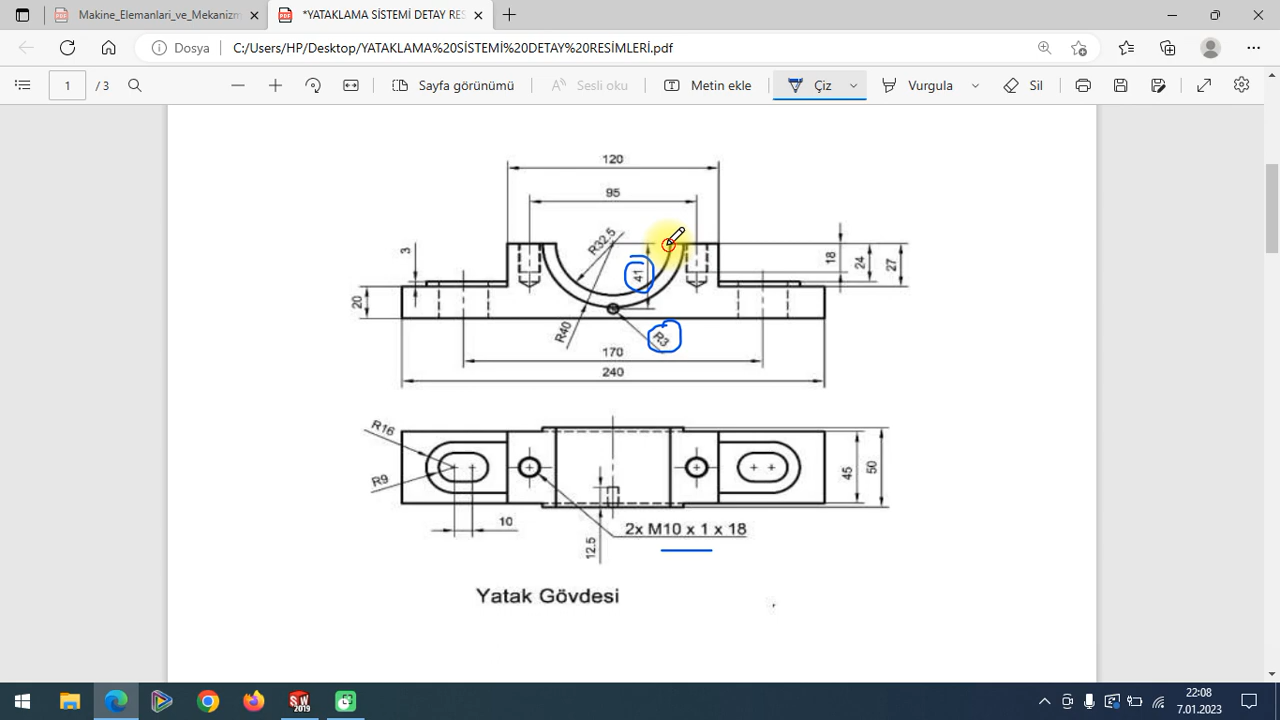 Makine_Elemanlari_ve_Mekanizm
*YATAKLAMA SİSTEMİ DETAY RES
Dosya
C:/Users/HP/Desktop/YATAKLAMA%20SİSTEMİ%20DETAY%20RESİMLERİ.pdf
1 / 3
Sayfa görünümü
Sesli oku
Metin ekle
Çiz
Vurgula
Sil
120
95
3
R32.5
41
18
24
27
20
R40
R3
170
240
R16
R9
10
45
50
2x M10 x 1 x 18
12.5
Yatak Gövdesi
SW
2019
22:08
7.01.2023